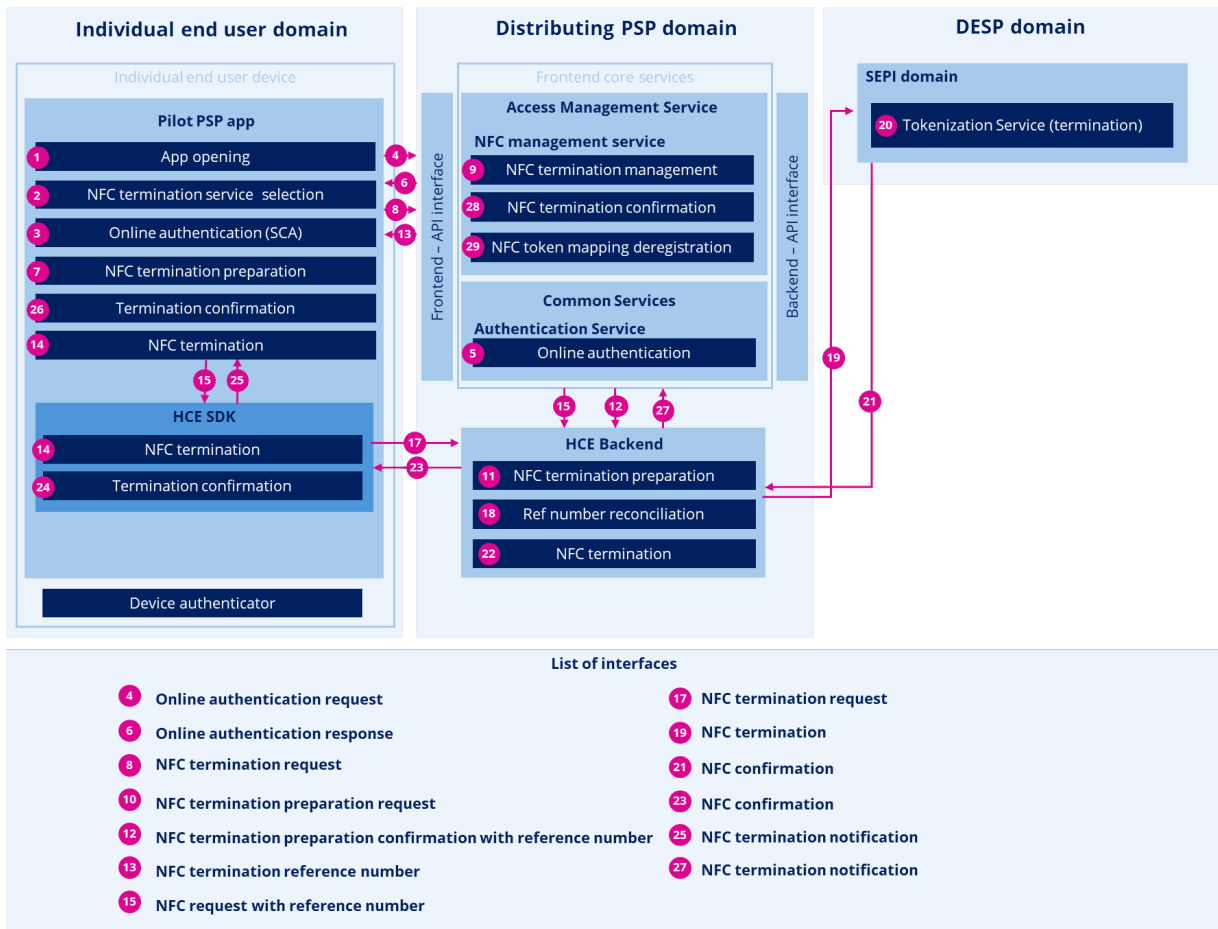 Individual end user domain
Individual end user device
Pilot PSP app
1 App opening
2 NFC termination service selection
3 Online authentication (SCA)
7 NFC termination preparation
26 Termination confirmation
14 NFC termination
15
25
HCE SDK
14 NFC termination
24 Termination confirmation
Device authenticator
4
6
8
13
17
23
Distributing PSP domain
Frontend – API interface
Frontend core services
Access Management Service
NFC management service
9 NFC termination management
28 NFC termination confirmation
29 NFC token mapping deregistration
Common Services
Authentication Service
5 Online authentication
Backend – API interface
15
12
27
HCE Backend
11 NFC termination preparation
18 Ref number reconciliation
22 NFC termination
DESP domain
SEPI domain
20 Tokenization Service (termination)
19
21
List of interfaces
4 Online authentication request
6 Online authentication response
8 NFC termination request
10 NFC termination preparation request
12 NFC termination preparation confirmation with reference number
13 NFC termination reference number
15 NFC request with reference number
17 NFC termination request
19 NFC termination
21 NFC confirmation
23 NFC confirmation
25 NFC termination notification
27 NFC termination notification